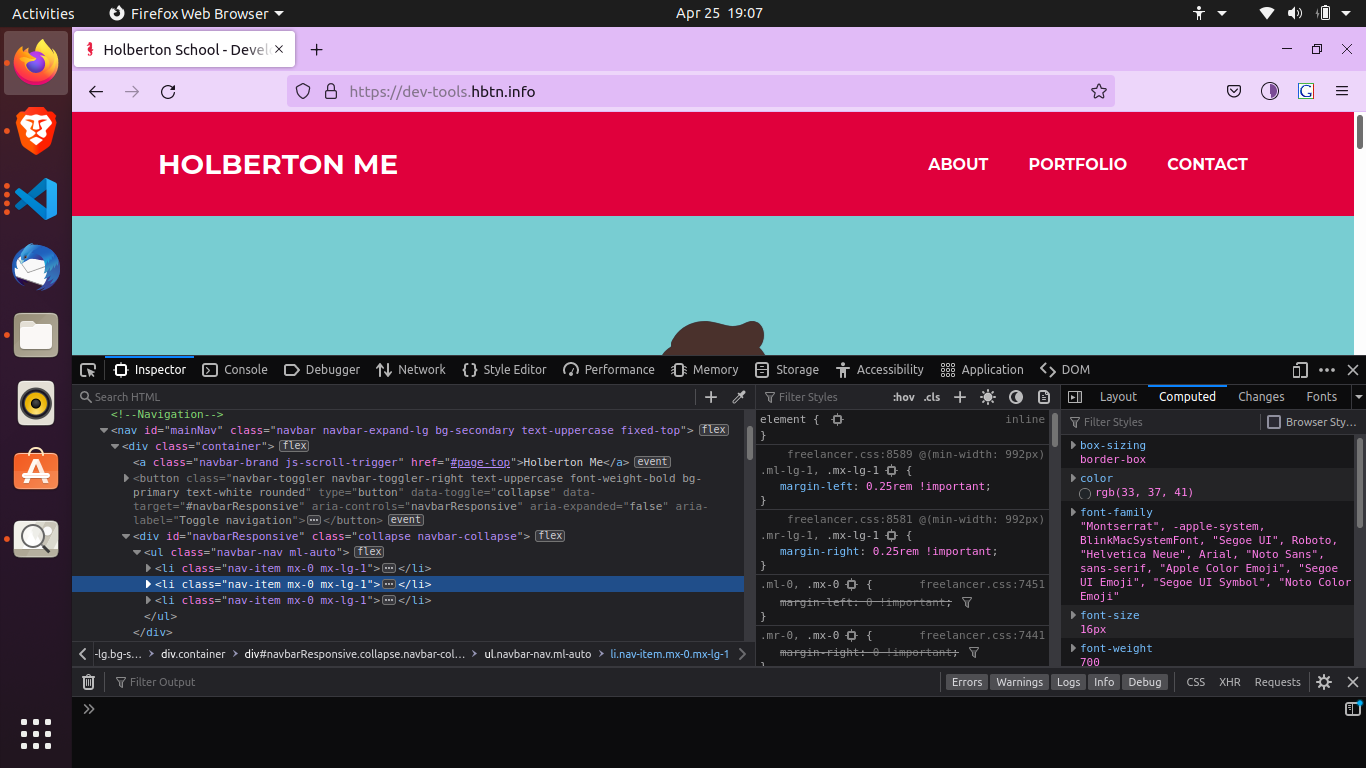 Activities
Firefox Web Browser
Apr 25 19:07
Holberton School - Devel
https://dev-tools.hbtn.info
G
HOLBERTON ME
ABOUT
PORTFOLIO
CONTACT
Inspector
Console
Debugger
Network
Style Editor
Performance
Memory
Storage
Accessibility
Application
DOM
Search HTML
<!--Navigation-->
<nav id="mainNav" class="navbar navbar-expand-lg bg-secondary text-uppercase fixed-top"> flex
<div class="container"> flex
<a class="navbar-brand js-scroll-trigger" href="#page-top">Holberton Me</a> event
<button class="navbar-toggler navbar-toggler-right text-uppercase font-weight-bold bg-
primary text-white rounded" type="button" data-toggle="collapse" data-
target="#navbarResponsive" aria-controls="navbarResponsive" aria-expanded="false" aria-
label="Toggle navigation"></button> event
<div id="navbarResponsive" class="collapse navbar-collapse"> flex
<ul class="navbar-nav ml-auto"> flex
<li class="nav-item mx-0 mx-lg-1"></li>
<li class="nav-item mx-0 mx-lg-1"></li>
<li class="nav-item mx-0 mx-lg-1"></li>
</ul>
</div>
-lg.bg-s...
div.container
div#navbarResponsive.collapse.navbar-col...
ul.navbar-nav.ml-auto
li.nav-item.mx-0.mx-lg-1
Filter Styles
:hov
.cls
element {
inline
}
freelancer.css:8589 @(min-width: 992px)
.ml-lg-1, .mx-lg-1 {
margin-left: 0.25rem !important;
}
freelancer.css:8581 @(min-width: 992px)
.mr-lg-1, .mx-lg-1 {
margin-right: 0.25rem !important;
}
.ml-0, .mx-0 {
freelancer.css:7451
margin-left: 0 !important;
}
.mr-0, .mx-0 {
freelancer.css:7441
margin-right: 0 !important;
}
Layout
Computed
Changes
Fonts
Filter Styles
Browser Sty...
box-sizing
border-box
color
rgb(33, 37, 41)
font-family
"Montserrat", -apple-system,
BlinkMacSystemFont, "Segoe UI", Roboto,
"Helvetica Neue", Arial, "Noto Sans",
sans-serif, "Apple Color Emoji", "Segoe
UI Emoji", "Segoe UI Symbol", "Noto Color
Emoji"
font-size
16px
font-weight
700
Filter Output
Errors
Warnings
Logs
Info
Debug
CSS
XHR
Requests